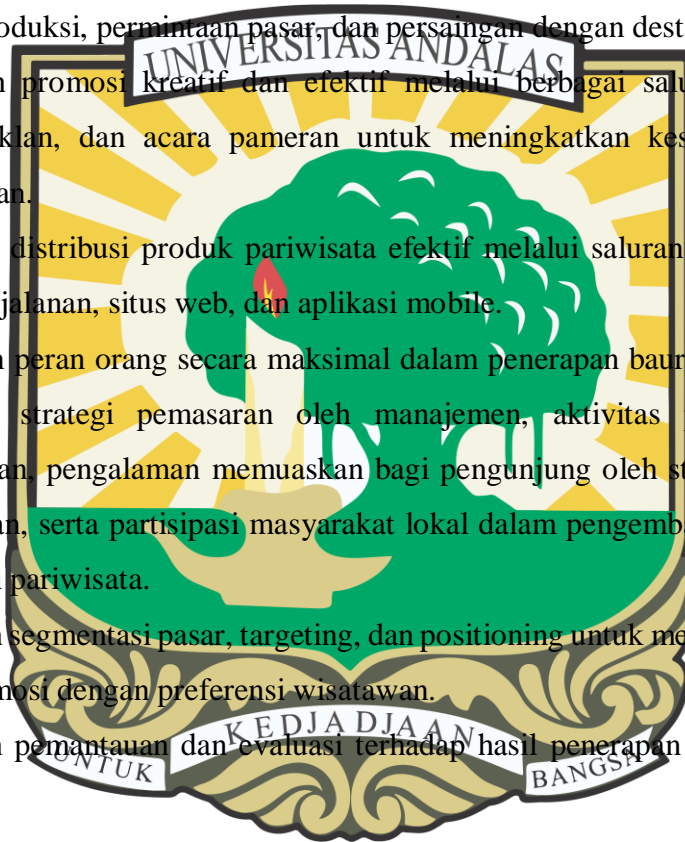 oduksi, permintaan pasar, dan persaingan dengan dest
UNIVERSITAS ANDALAS
n promosi kreatif dan efektif melalui berbagai salu
klan, dan acara pameran untuk meningkatkan kes
an.
distribusi produk pariwisata efektif melalui saluran
jalanan, situs web, dan aplikasi mobile.
n peran orang secara maksimal dalam penerapan baur
strategi pemasaran oleh manajemen, aktivitas p
an, pengalaman memuaskan bagi pengunjung oleh st
an, serta partisipasi masyarakat lokal dalam pengemb
i pariwisata.
n segmentasi pasar, targeting, dan positioning untuk me
mosi dengan preferensi wisatawan.
n pemantauan dan evaluasi terhadap hasil penerapan
UNTUK KEDJADJAAN BANGSA